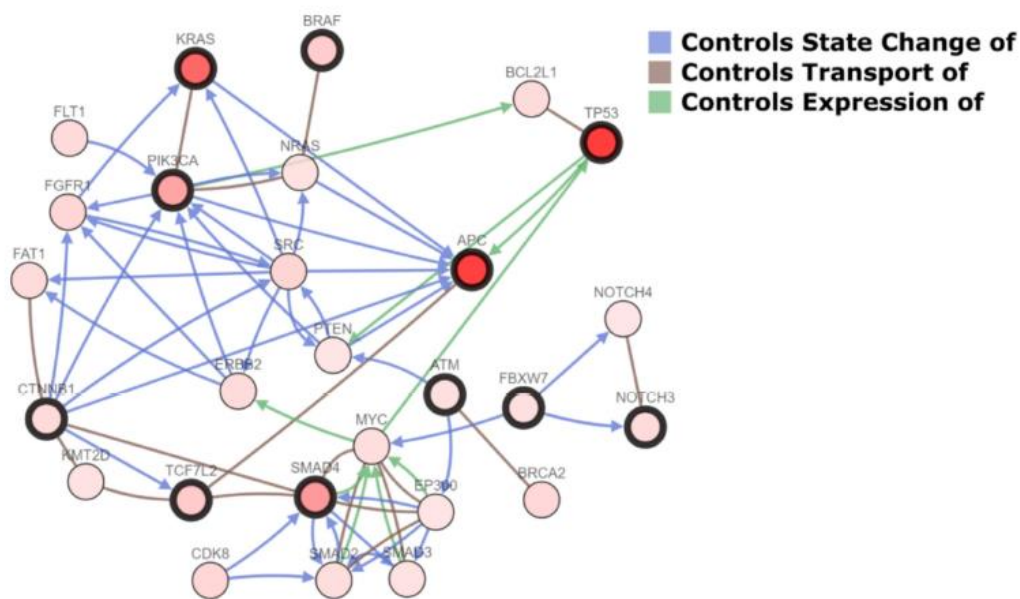 KRAS
BRAF
Controls State Change of
Controls Transport of
Controls Expression of
BCL2L1
TP53
FLT1
NRAS
PIK3CA
FGFR1
SRC
APC
FAT1
NOTCH4
PTEN
ERBB2
ATM
FBXW7
CTNNB1
NOTCH3
MYC
KMT2D
TCF7L2
SMAD4
EP300
BRCA2
CDK8
SMAD2
SMAD3